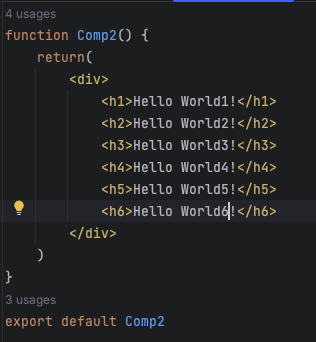 4 usages
function Comp2() {
    return(
        <div>
            <h1>Hello World1!</h1>
            <h2>Hello World2!</h2>
            <h3>Hello World3!</h3>
            <h4>Hello World4!</h4>
            <h5>Hello World5!</h5>
            <h6>Hello World6!</h6>
        </div>
    )
}
3 usages
export default Comp2